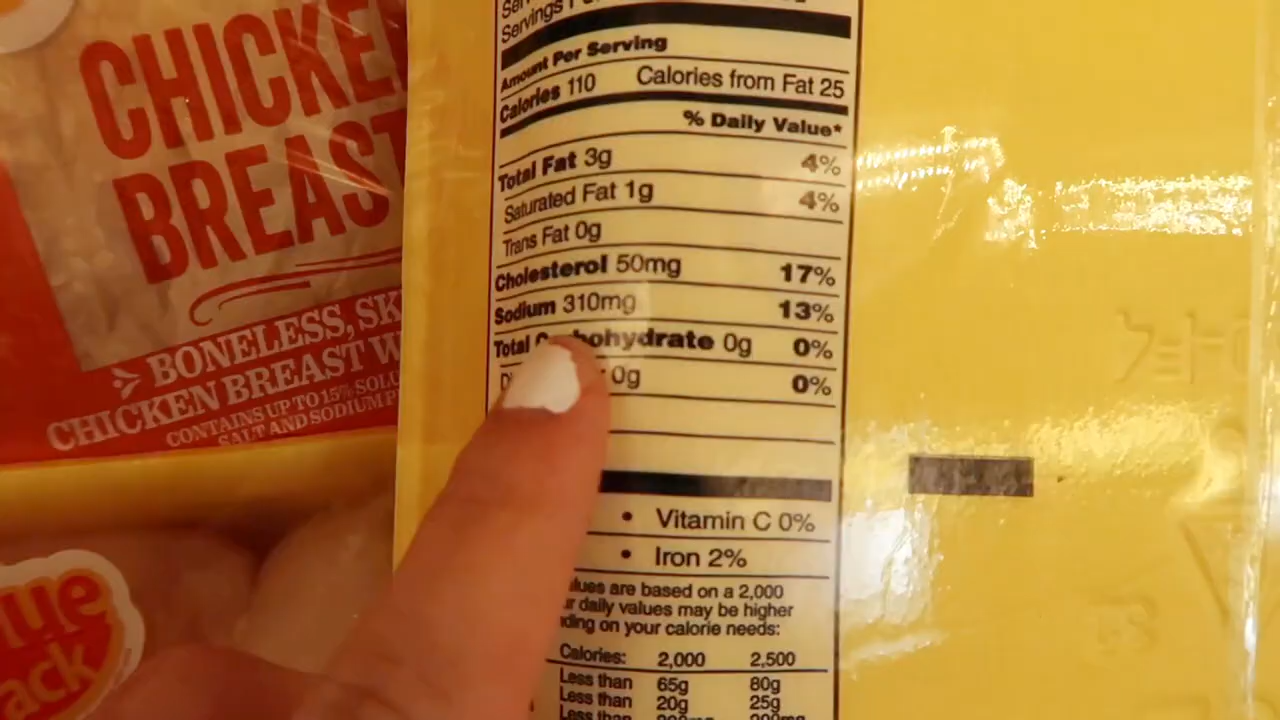 CHICKEN
BREAST
BONELESS, SK
CHICKEN BREAST W
CONTAINS UP TO 15% SOLU
SALT AND SODIUM P
lue
ack
Servings
Amount Per Serving
Calories 110 Calories from Fat 25
% Daily Value*
Total Fat 3g 4%
Saturated Fat 1g 4%
Trans Fat 0g
Cholesterol 50mg 17%
Sodium 310mg 13%
Total Carbohydrate 0g 0%
0g 0%
• Vitamin C 0%
• Iron 2%
lues are based on a 2,000
ur daily values may be higher
nding on your calorie needs:
Calories: 2,000 2,500
Less than 65g 80g
Less than 20g 25g
Less than